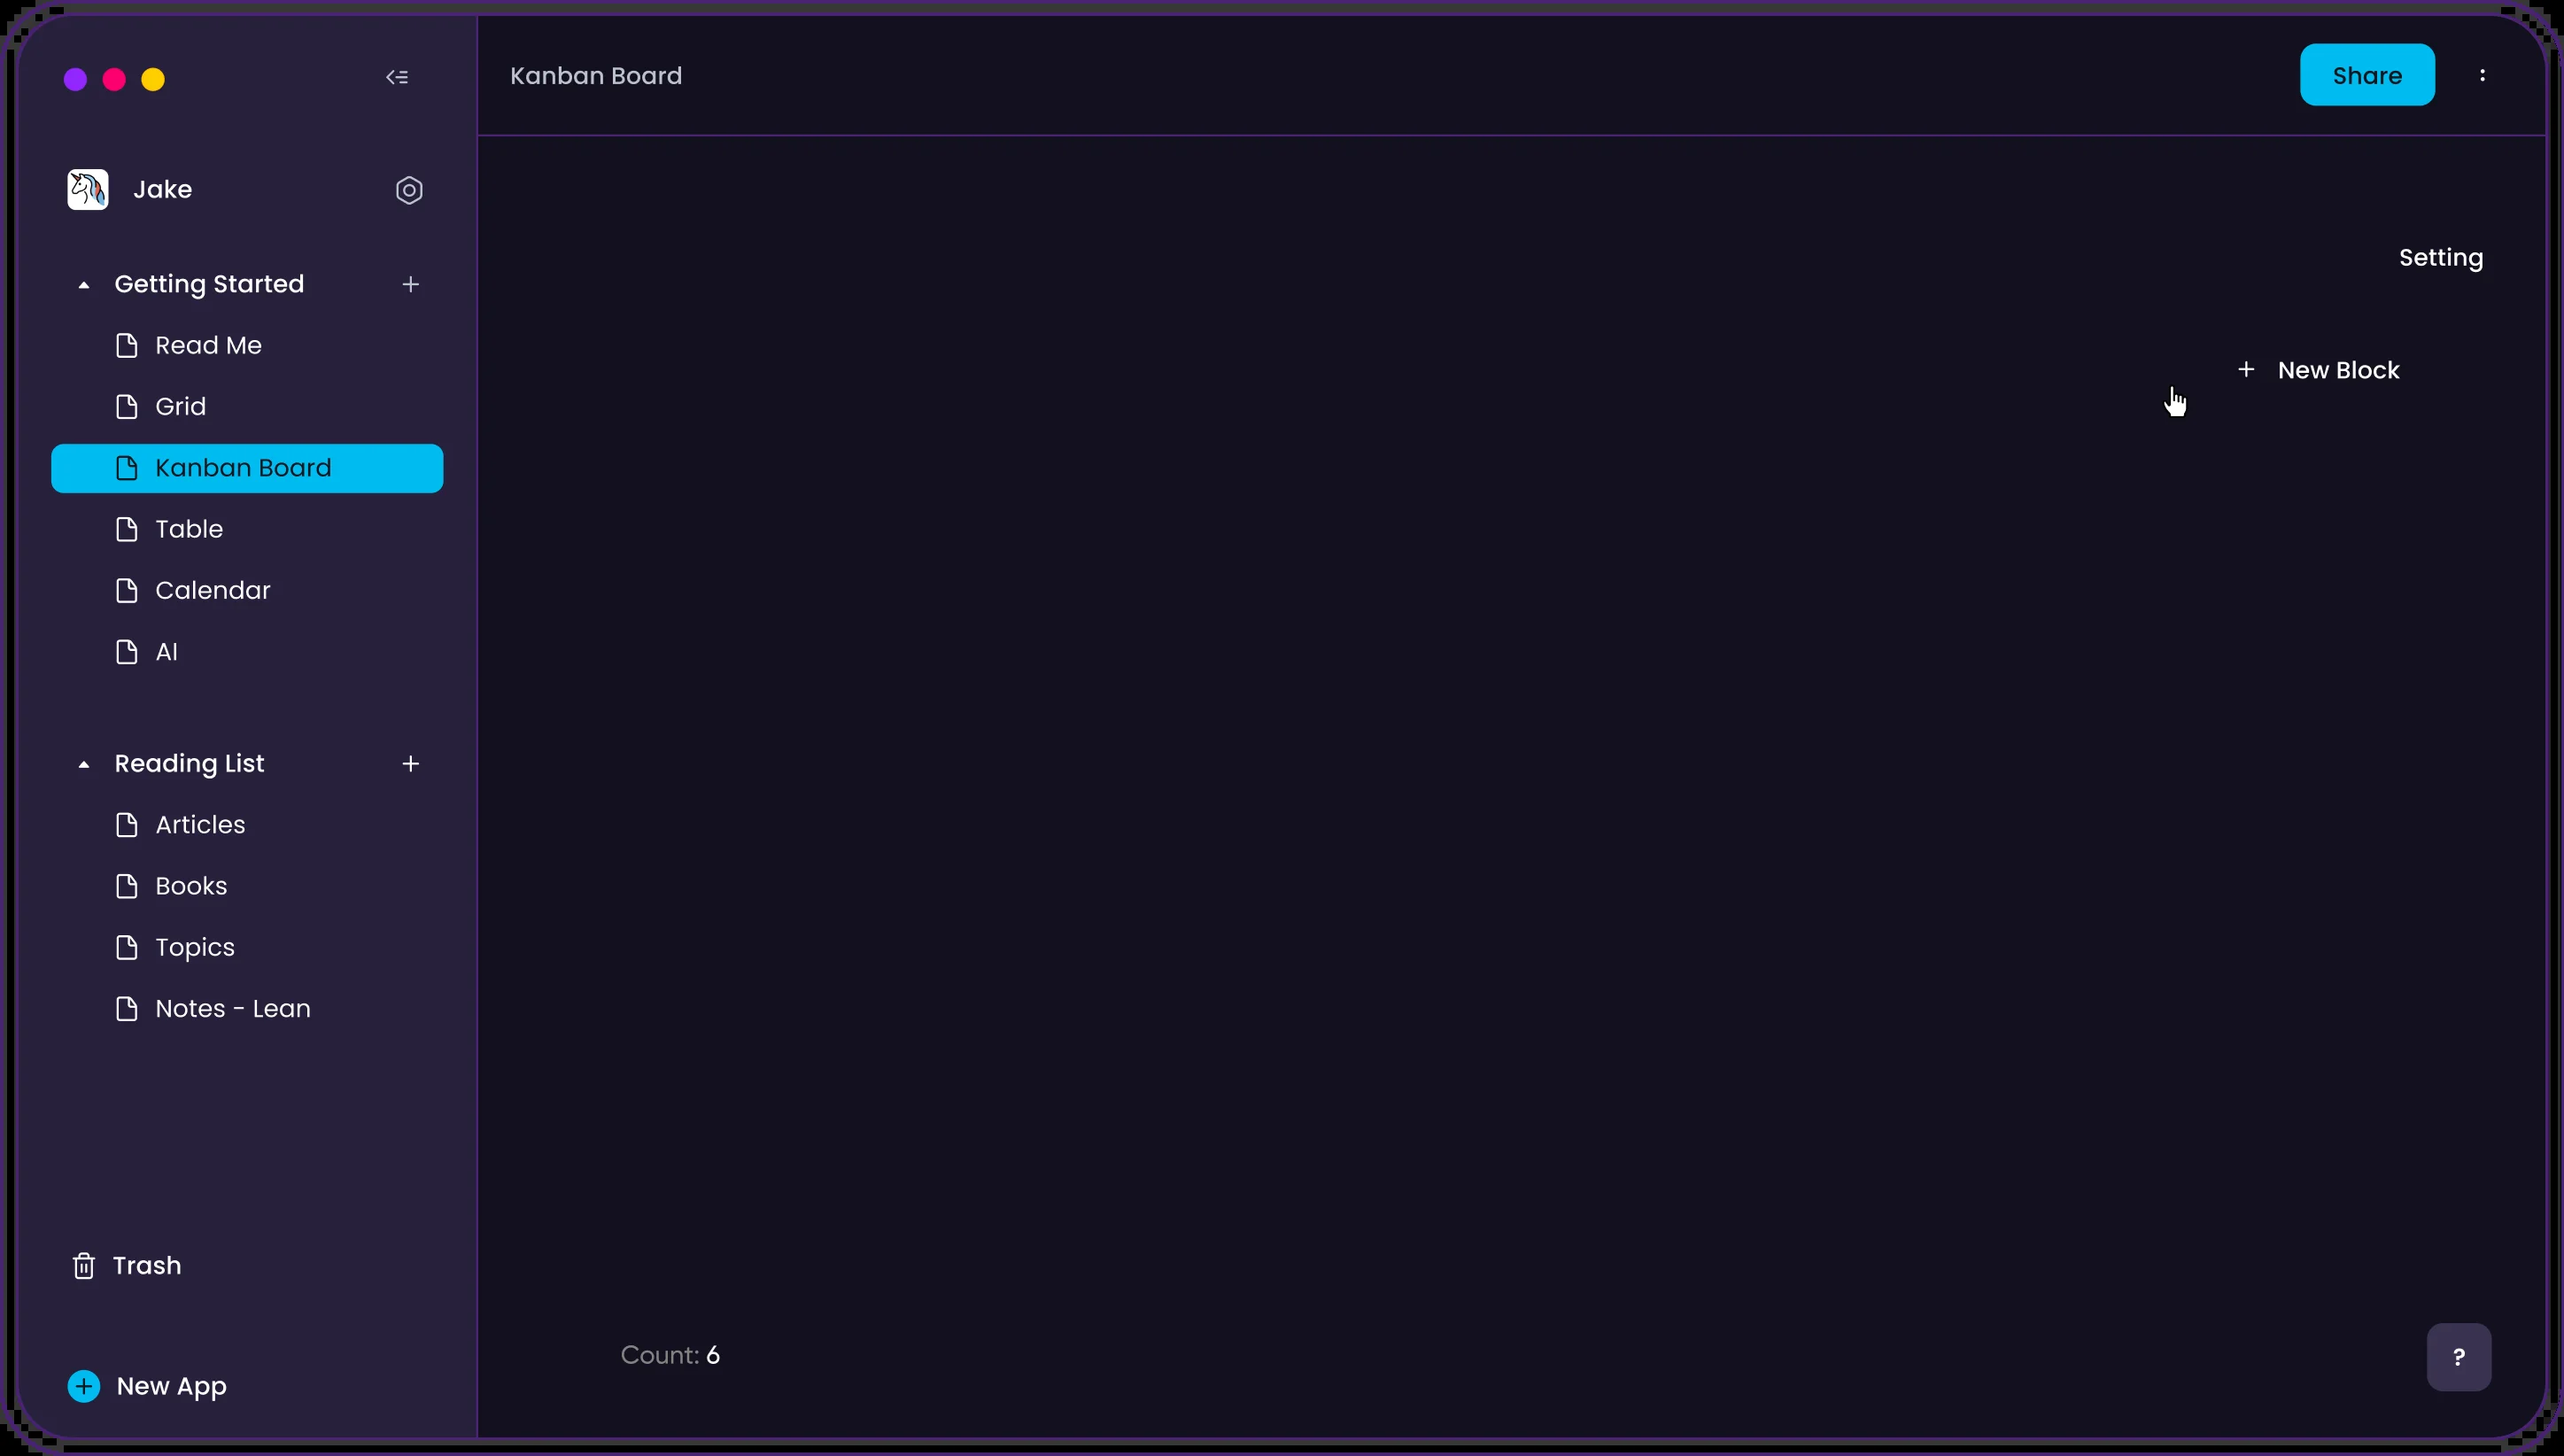 Kanban Board
Share
Jake
Setting
Getting Started
Read Me
New Block
Grid
Kanban Board
Table
Calendar
AI
Reading List
Articles
Books
Topics
Notes - Lean
Trash
Count: 6
?
New App